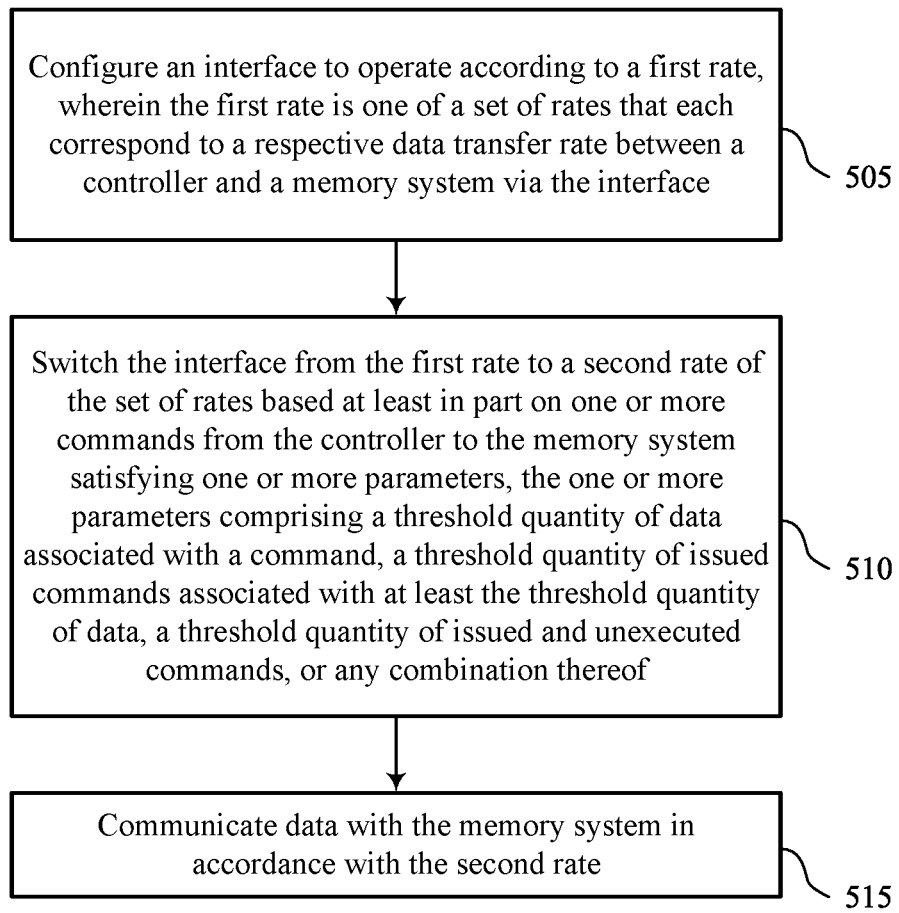 Configure an interface to operate according to a first rate,
wherein the first rate is one of a set of rates that each
correspond to a respective data transfer rate between a
controller and a memory system via the interface
505
Switch the interface from the first rate to a second rate of
the set of rates based at least in part on one or more
commands from the controller to the memory system
satisfying one or more parameters, the one or more
parameters comprising a threshold quantity of data
associated with a command, a threshold quantity of issued
commands associated with at least the threshold quantity
of data, a threshold quantity of issued and unexecuted
commands, or any combination thereof
510
Communicate data with the memory system in
accordance with the second rate
515